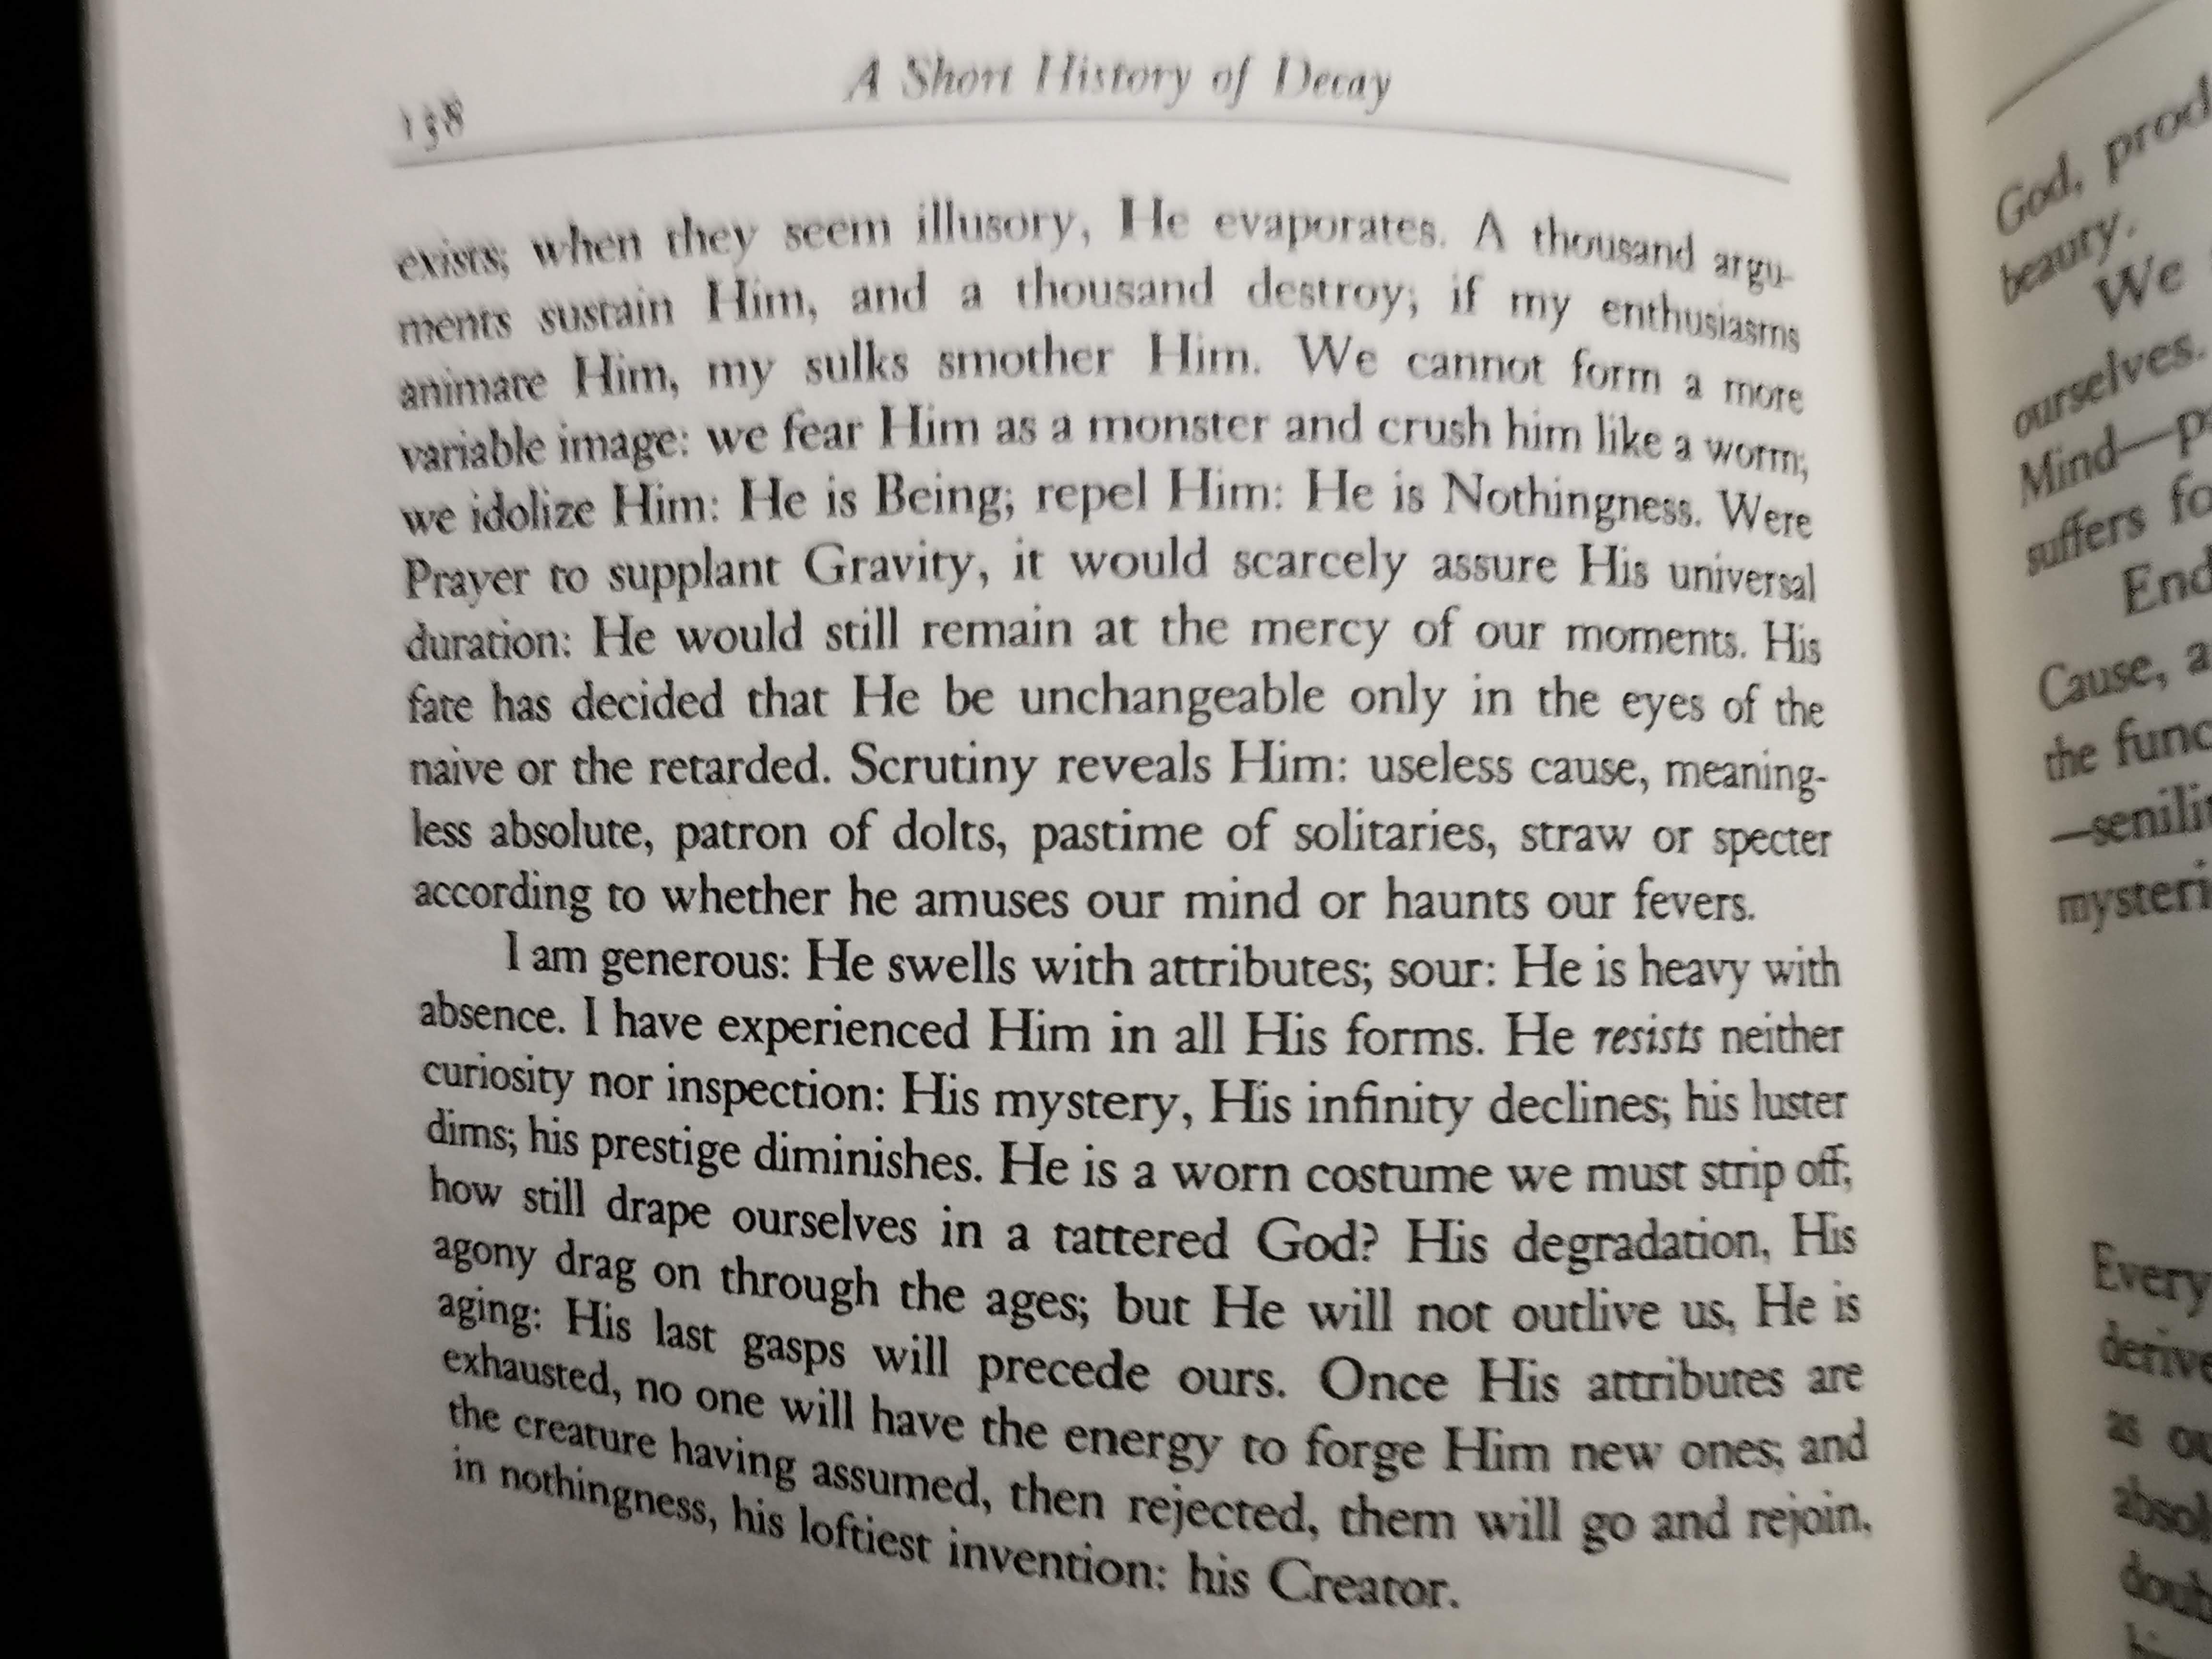 138
A Short History of Decay
exists; when they seem illusory, He evaporates. A thousand argu-
ments sustain Him, and a thousand destroy; if my enthusiasms
animate Him, my sulks smother Him. We cannot form a more
variable image: we fear Him as a monster and crush him like a worm;
we idolize Him: He is Being; repel Him: He is Nothingness. Were
Prayer to supplant Gravity, it would scarcely assure His universal
duration: He would still remain at the mercy of our moments. His
fate has decided that He be unchangeable only in the eyes of the
naive or the retarded. Scrutiny reveals Him: useless cause, meaning-
less absolute, patron of dolts, pastime of solitaries, straw or specter
according to whether he amuses our mind or haunts our fevers.
I am generous: He swells with attributes; sour: He is heavy with
absence. I have experienced Him in all His forms. He resists neither
curiosity nor inspection: His mystery, His infinity declines; his luster
dims; his prestige diminishes. He is a worn costume we must strip off;
how still drape ourselves in a tattered God? His degradation, His
agony drag on through the ages; but He will not outlive us, He is
aging: His last gasps will precede ours. Once His attributes are
exhausted, no one will have the energy to forge Him new ones; and
the creature having assumed, then rejected, them will go and rejoin,
in nothingness, his loftiest invention: his Creator.
God, prod
beauty.
We
ourselves.
Mind—p
suffers fo
End
Cause, a
the func
—senilit
mysteri
Every
derive
as ou
absol
doub